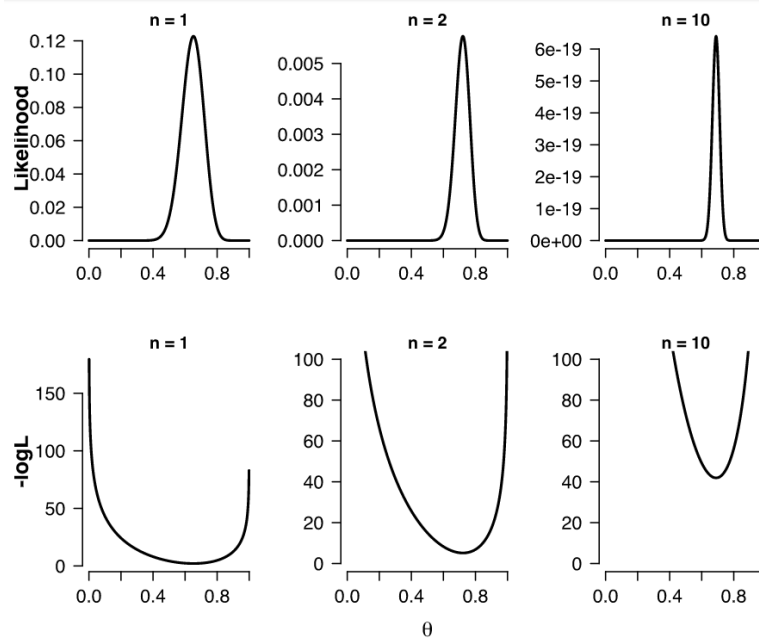 n = 1
n = 2
n = 10
Likelihood
0.12
0.10
0.08
0.06
0.04
0.02
0.00
0.0 0.4 0.8
0.005
0.004
0.003
0.002
0.001
0.000
0.0 0.4 0.8
6e-19
5e-19
4e-19
3e-19
2e-19
1e-19
0e+00
0.0 0.4 0.8
n = 1
n = 2
n = 10
-logL
150
100
50
0
0.0 0.4 0.8
100
80
60
40
20
0
0.0 0.4 0.8
100
80
60
40
20
0
0.0 0.4 0.8
θ